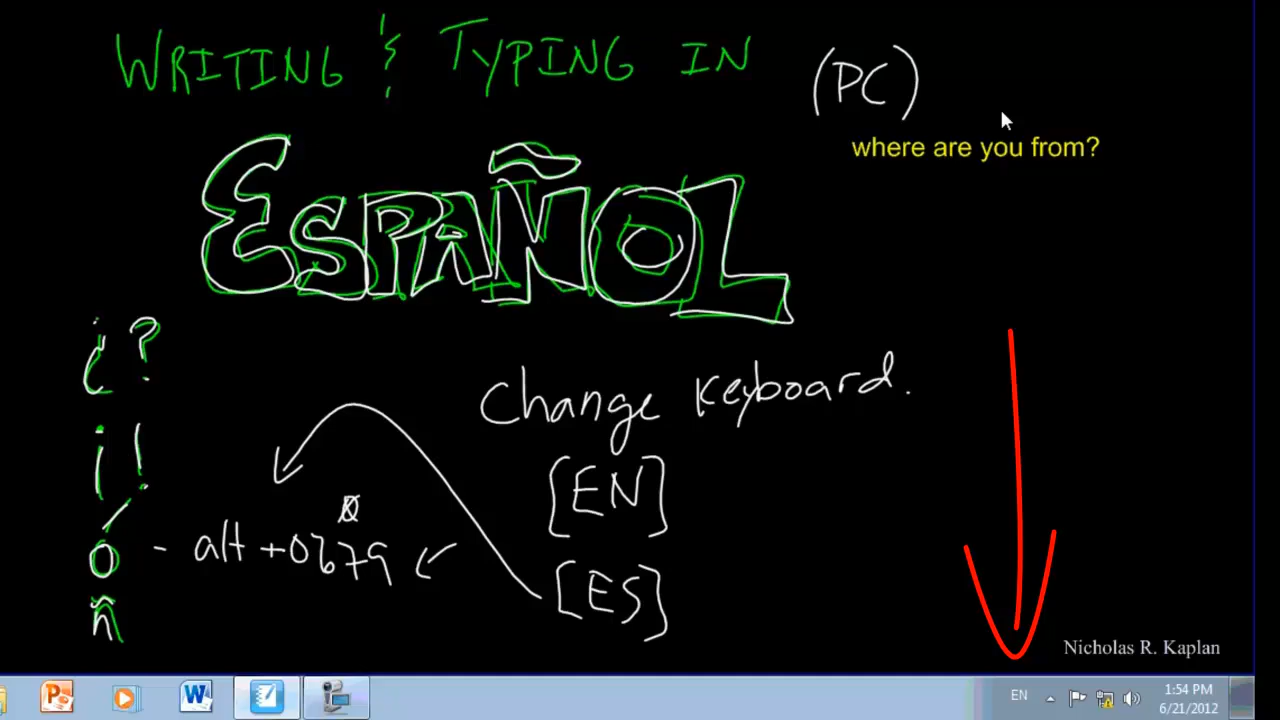 WRITING & TYPING IN
(PC)
where are you from?
ESPAÑOL
¿?
Change Keyboard.
¡!
[EN]
ó - alt + 0679
[ES]
ñ
Nicholas R. Kaplan
EN
1:54 PM
6/21/2012